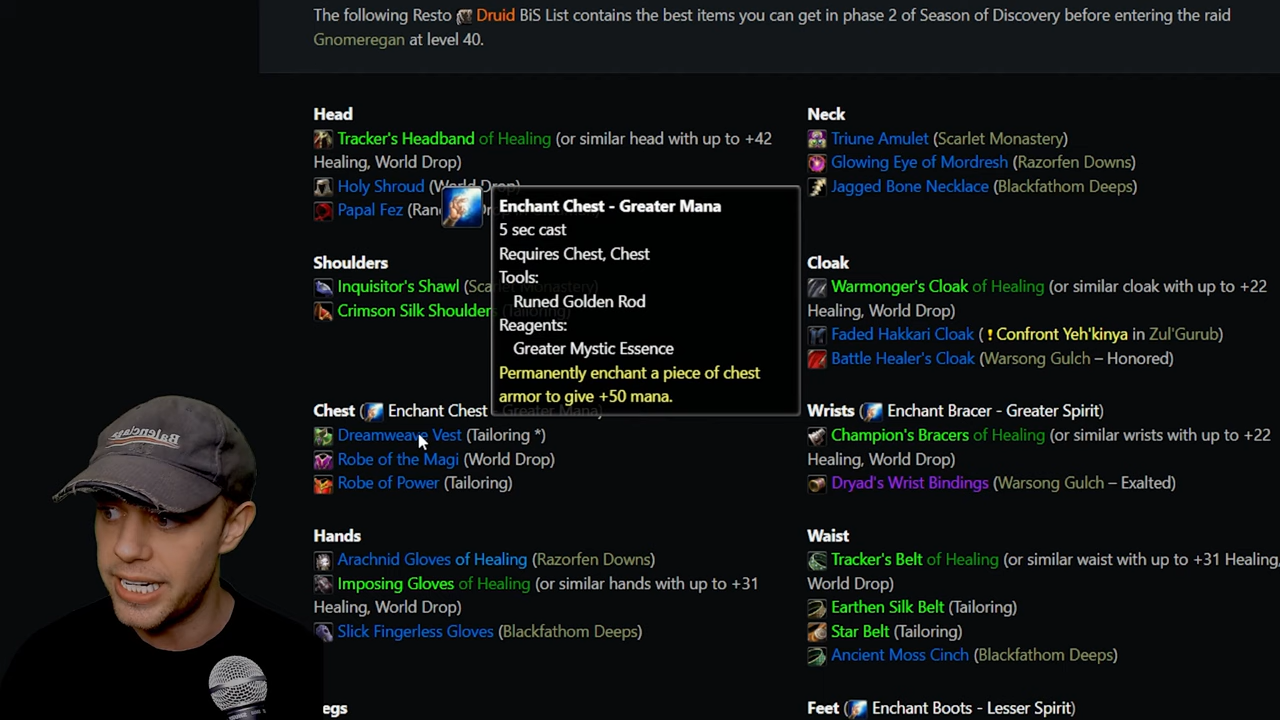 The following Resto Druid BiS List contains the best items you can get in phase 2 of Season of Discovery before entering the raid
Gnomeregan at level 40.
Head
Tracker's Headband of Healing (or similar head with up to +42
Healing, World Drop)
Holy Shroud (World Drop)
Papal Fez
Neck
Triune Amulet (Scarlet Monastery)
Glowing Eye of Mordresh (Razorfen Downs)
Jagged Bone Necklace (Blackfathom Deeps)
Enchant Chest - Greater Mana
5 sec cast
Requires Chest, Chest
Tools:
Runed Golden Rod
Reagents:
Greater Mystic Essence
Permanently enchant a piece of chest
armor to give +50 mana.
Shoulders
Inquisitor's Shawl
Crimson Silk Shoulders (Tailoring)
Cloak
Warmonger's Cloak of Healing (or similar cloak with up to +22
Healing, World Drop)
Faded Hakkari Cloak ( ! Confront Yeh'kinya in Zul'Gurub)
Battle Healer's Cloak (Warsong Gulch – Honored)
Chest ( Enchant Chest - Greater Mana)
Dreamweave Vest (Tailoring *)
Robe of the Magi (World Drop)
Robe of Power (Tailoring)
Wrists ( Enchant Bracer - Greater Spirit)
Champion's Bracers of Healing (or similar wrists with up to +22
Healing, World Drop)
Dryad's Wrist Bindings (Warsong Gulch – Exalted)
Hands
Arachnid Gloves of Healing (Razorfen Downs)
Imposing Gloves of Healing (or similar hands with up to +31
Healing, World Drop)
Slick Fingerless Gloves (Blackfathom Deeps)
Waist
Tracker's Belt of Healing (or similar waist with up to +31 Healing,
World Drop)
Earthen Silk Belt (Tailoring)
Star Belt (Tailoring)
Ancient Moss Cinch (Blackfathom Deeps)
egs
Feet ( Enchant Boots - Lesser Spirit)